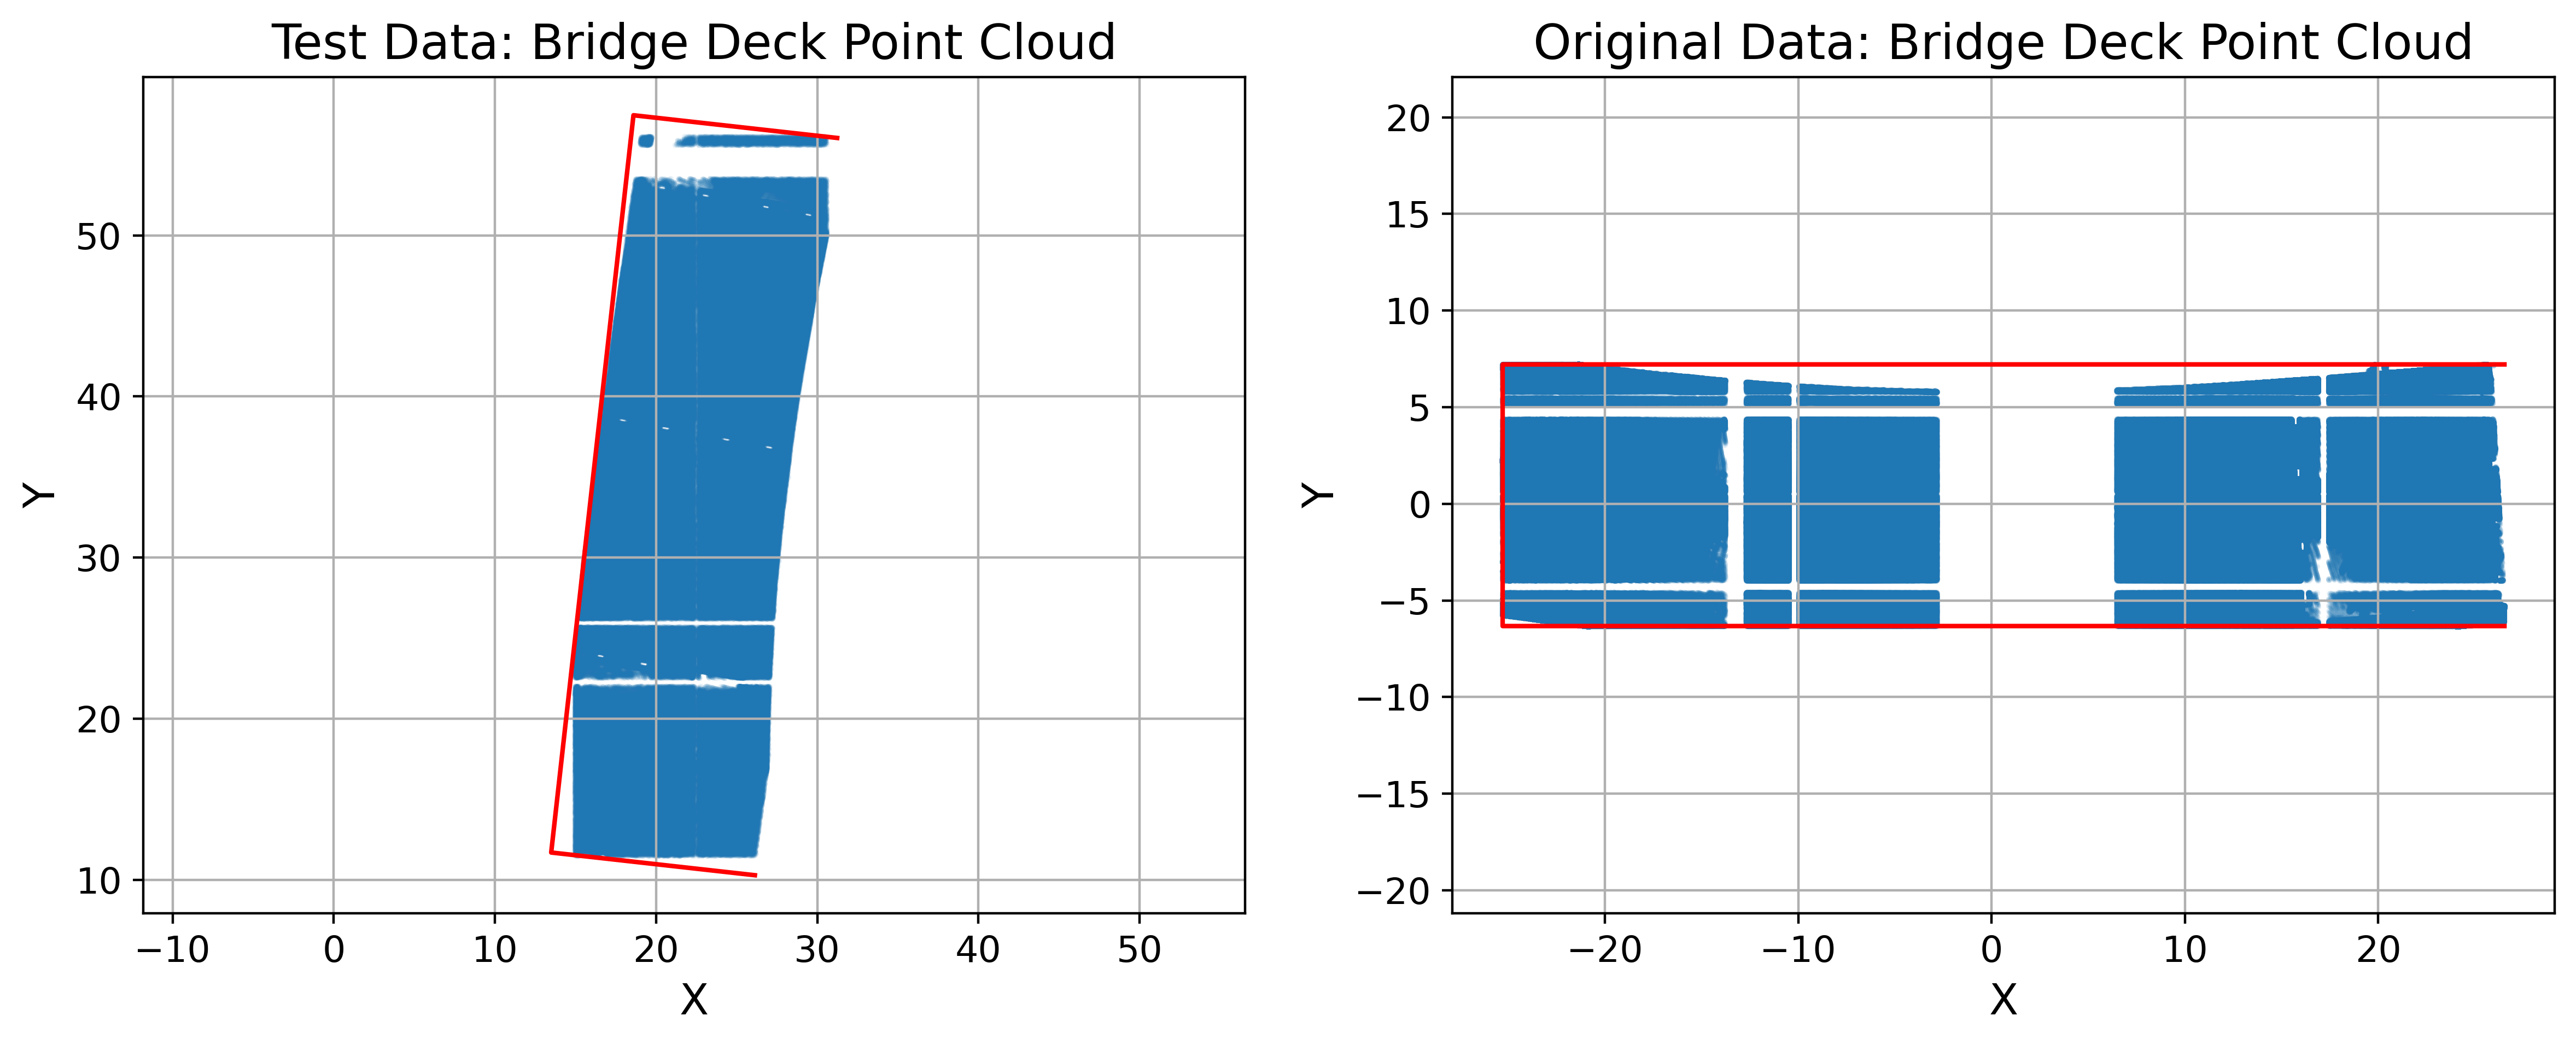 Test Data: Bridge Deck Point Cloud
50
40
30
20
10
Y
−10 0 10 20 30 40 50
X
Original Data: Bridge Deck Point Cloud
20
15
10
5
0
−5
−10
−15
−20
Y
−20 −10 0 10 20
X